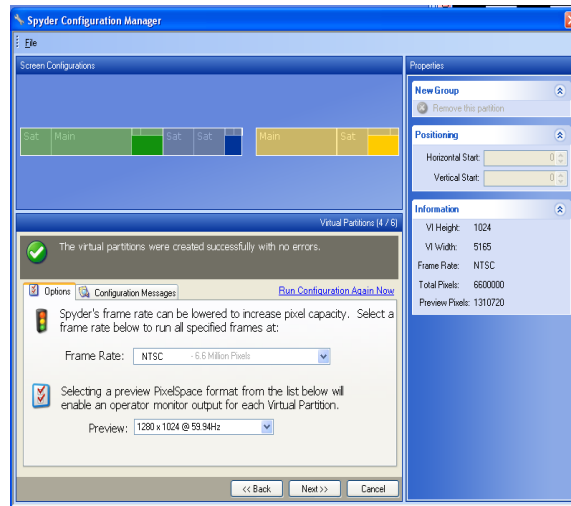 Spyder Configuration Manager
File
Screen Configurations
Sat Main Sat Sat Main Sat
Virtual Partitions (4 / 6)
The virtual partitions were created successfully with no errors.
Options Configuration Messages Run Configuration Again Now
Spyder's frame rate can be lowered to increase pixel capacity. Select a
frame rate below to run all specified frames at:
Frame Rate: NTSC - 6.6 Million Pixels
Selecting a preview PixelSpace format from the list below will
enable an operator monitor output for each Virtual Partition.
Preview: 1280 x 1024 @ 59.94Hz
<< Back Next >> Cancel
Properties
New Group
Remove this partition
Positioning
Horizontal Start: 0
Vertical Start: 0
Information
VI Height: 1024
VI Width: 5165
Frame Rate: NTSC
Total Pixels: 6600000
Preview Pixels: 1310720